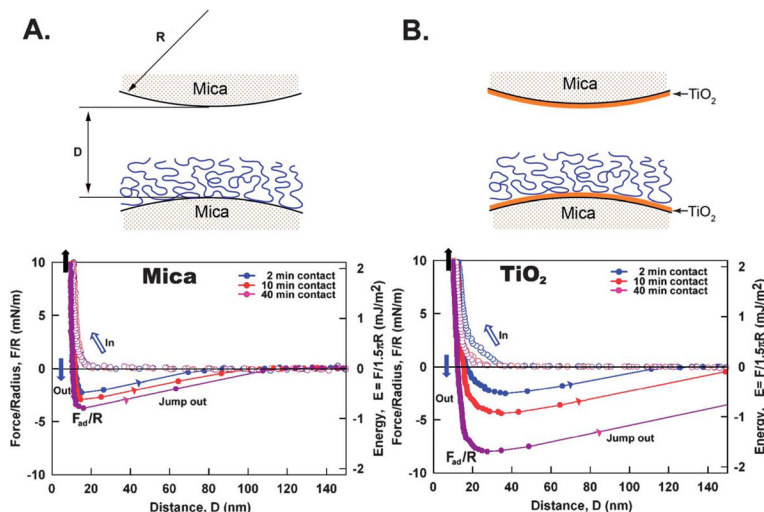 A.
B.
R
Mica
D
Mica
Mica
TiO2
Mica
TiO2
Mica
2 min contact
10 min contact
40 min contact
In
Out
Fad/R
Jump out
Force/Radius, F/R (mN/m)
10
5
0
-5
-10
0 20 40 60 80 100 120 140
Distance, D (nm)
2
1
0
-1
-2
Energy, E = F/1.5πR (mJ/m2)
TiO2
2 min contact
10 min contact
40 min contact
In
Out
Fad/R
Jump out
Force/Radius, F/R (mN/m)
10
5
0
-5
-10
0 20 40 60 80 100 120 140
Distance, D (nm)
2
1
0
-1
-2
Energy, E= F/1.5πR (mJ/m2)